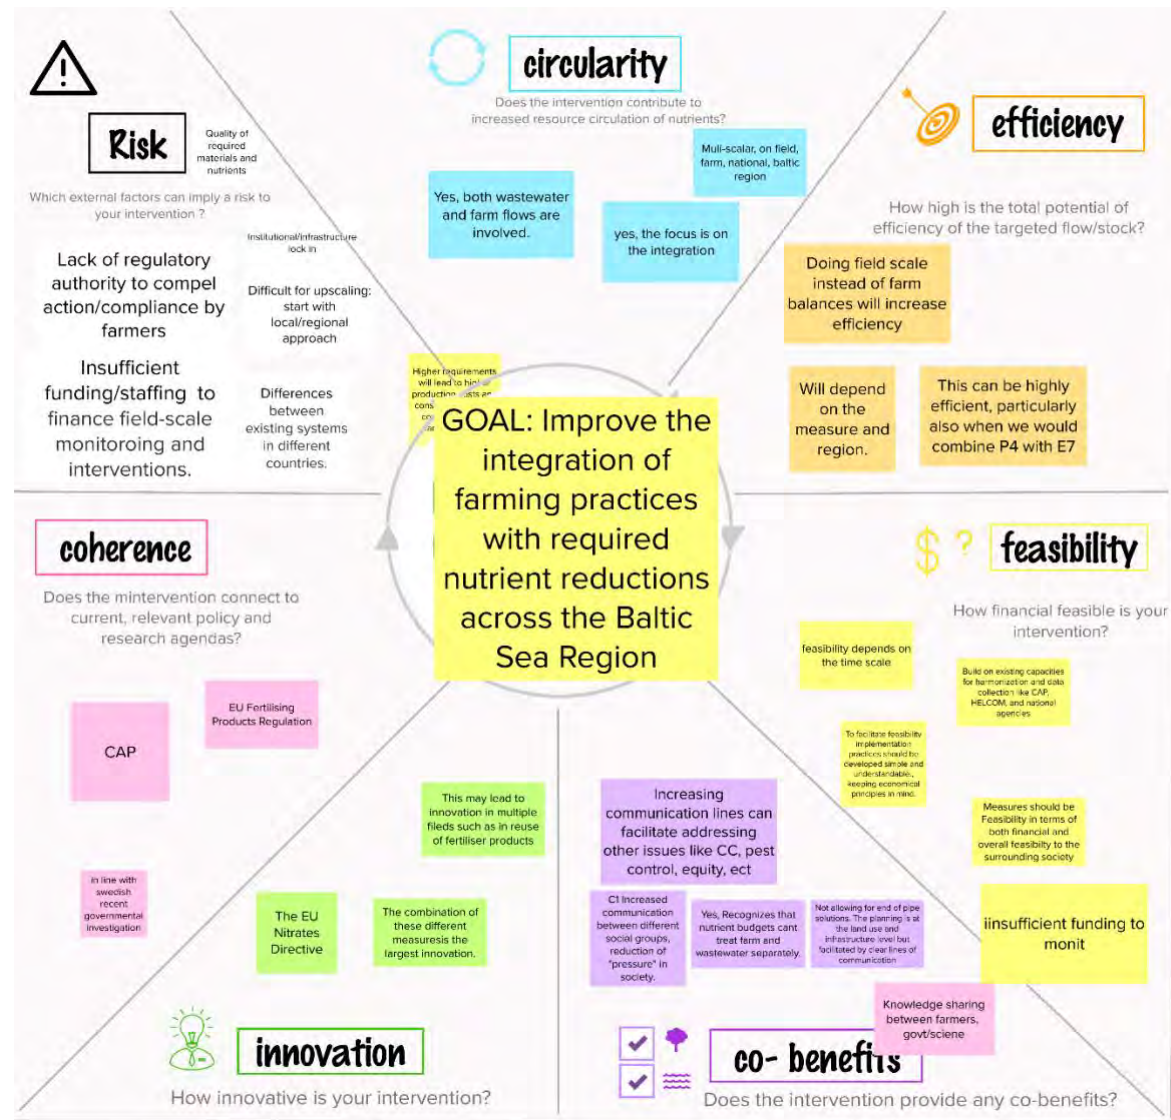 circularity
Does the intervention contribute to
increased resource circulation of nutrients?
Muli-scalar, on field,
farm, national, baltic
region
Yes, both wastewater
and farm flows are
involved.
yes, the focus is on
the integration
Risk
Quality of
required
materials and
nutrients
Which external factors can imply a risk to
your intervention ?
Institutional/infrastructure
lock in
Lack of regulatory
authority to compel
action/compliance by
farmers
Difficult for upscaling:
start with
local/regional
approach
Insufficient
funding/staffing to
finance field-scale
monitoroing and
interventions.
Differences
between
existing systems
in different
countries.
efficiency
How high is the total potential of
efficiency of the targeted flow/stock?
Doing field scale
instead of farm
balances will increase
efficiency
Will depend
on the
measure and
region.
This can be highly
efficient, particularly
also when we would
combine P4 with E7
Higher requirements
will lead to
production costs
GOAL: Improve the
integration of
farming practices
with required
nutrient reductions
across the Baltic
Sea Region
coherence
Does the mintervention connect to
current, relevant policy and
research agendas?
EU Fertilising
Products Regulation
CAP
in line with
swedish
recent
governmental
investigation
feasibility
$ ?
How financial feasible is your
intervention?
feasibility depends on
the time scale
Build on existing capacities
for harmonization and data
collection like CAP,
HELCOM, and national
agencies
To facilitate feasibility
implementation
practices should be
developed simple and
understandable,
keeping economical
principles in mind.
Measures should be
Feasibility in terms of
both financial and
overall feasibilty to the
surrounding society
iinsufficient funding to
monit
This may lead to
innovation in multiple
fileds such as in reuse
of fertiliser products
The EU
Nitrates
Directive
The combination of
these different
measuresis the
largest innovation.
innovation
How innovative is your intervention?
Increasing
communication lines can
facilitate addressing
other issues like CC, pest
control, equity, ect
C1 Increased
communication
between different
social groups,
reduction of
"pressure" in
society.
Yes, Recognizes that
nutrient budgets cant
treat farm and
wastewater separately.
Not allowing for end of pipe
solutions. The planning is at
the land use and
infrastructure level but
facilitated by clear lines of
communication
Knowledge sharing
between farmers,
govt/sciene
co- benefits
Does the intervention provide any co-benefits?